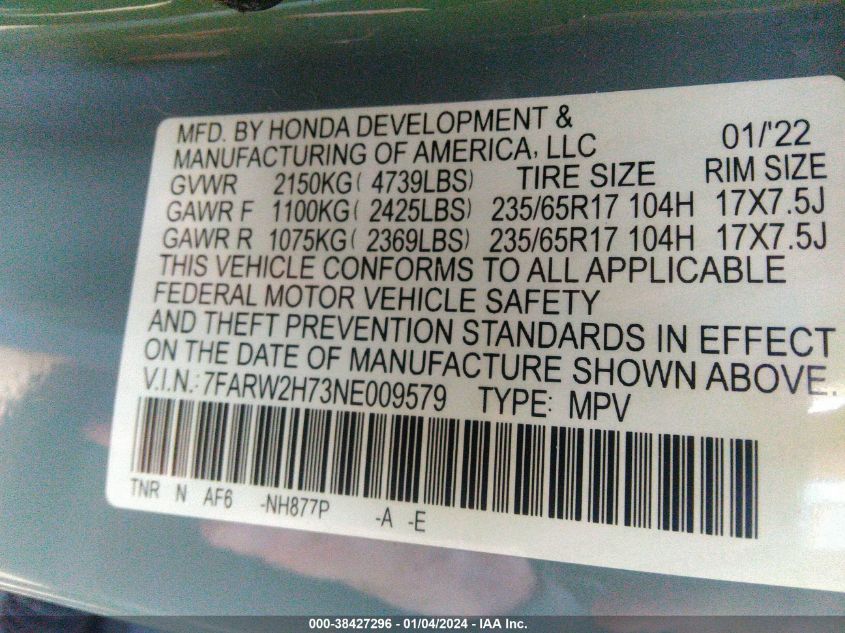 MFD. BY HONDA DEVELOPMENT & MANUFACTURING OF AMERICA, LLC 01/'22
GVWR 2150KG( 4739LBS) TIRE SIZE RIM SIZE
GAWR F 1100KG( 2425LBS) 235/65R17 104H 17X7.5J
GAWR R 1075KG( 2369LBS) 235/65R17 104H 17X7.5J
THIS VEHICLE CONFORMS TO ALL APPLICABLE
FEDERAL MOTOR VEHICLE SAFETY
AND THEFT PREVENTION STANDARDS IN EFFECT
ON THE DATE OF MANUFACTURE SHOWN ABOVE.
V.I.N.: 7FARW2H73NE009579 TYPE: MPV
TNR N AF6 -NH877P -A -E
000-38427296 - 01/04/2024 - IAA Inc.